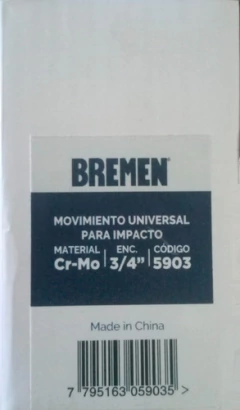 BREMEN
MOVIMIENTO UNIVERSAL
PARA IMPACTO
MATERIAL ENC. CÓDIGO
Cr-Mo 3/4" 5903
Made in China
7 795163 059035 >